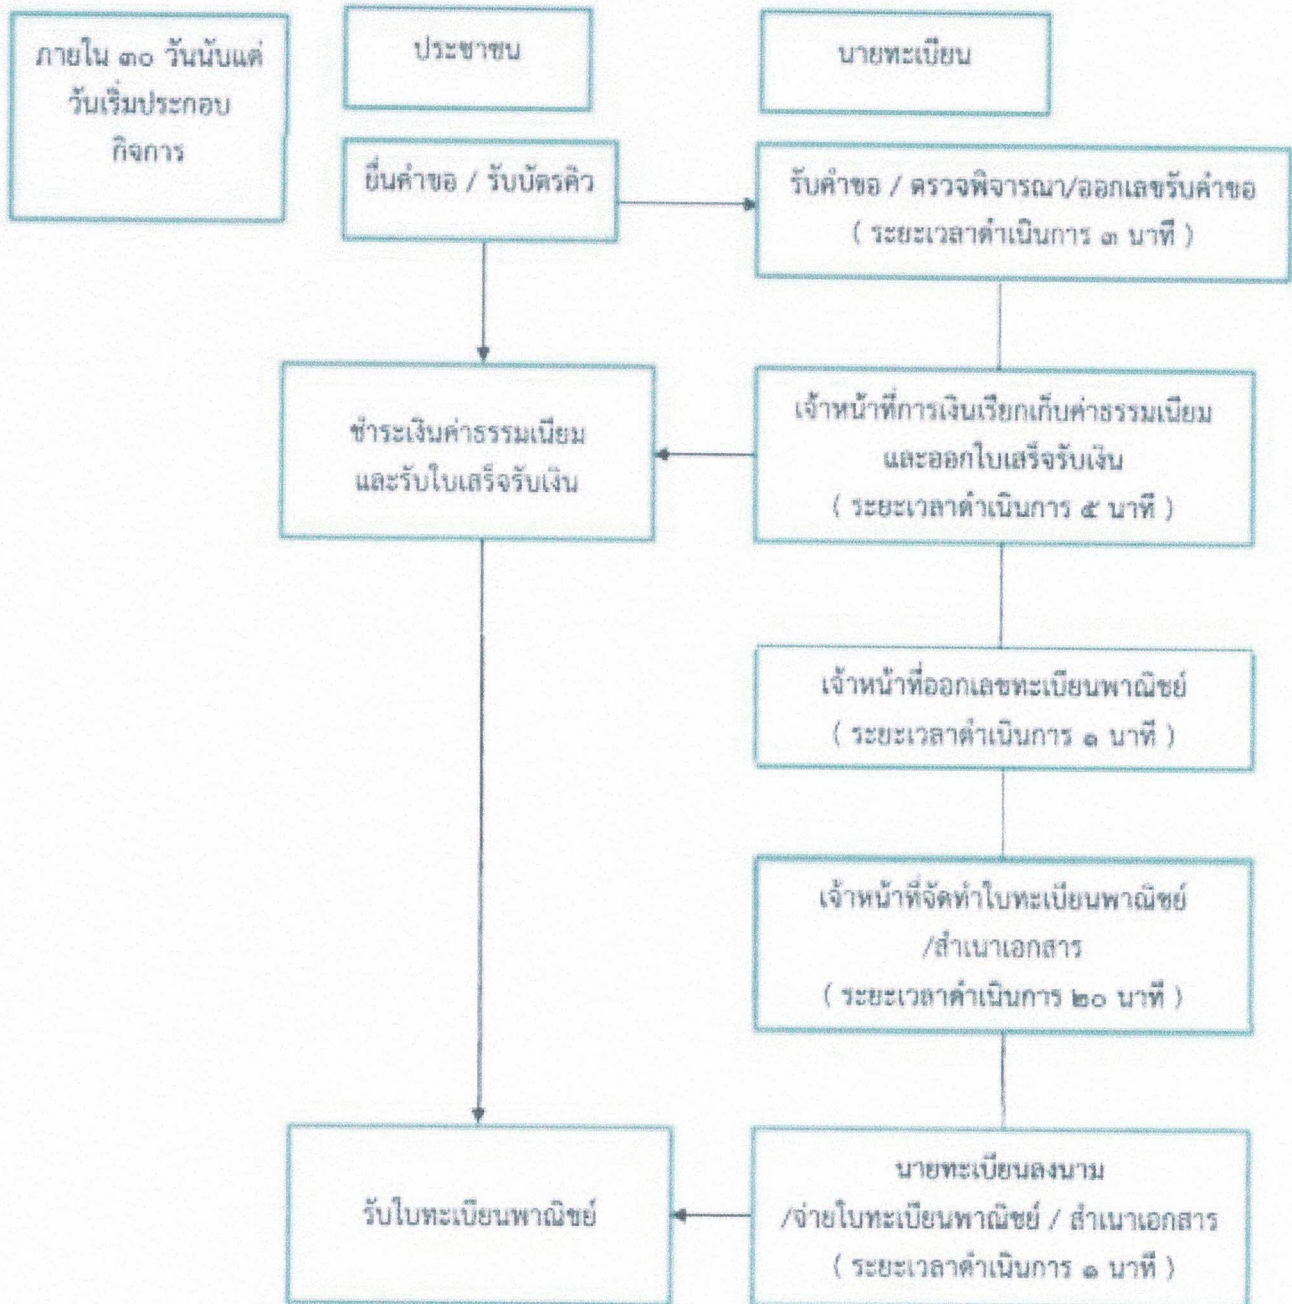 ภายใน ๓๐ วันนับแต่
วันเริ่มประกอบ
กิจการ
ประชาชน
นายทะเบียน
ยื่นคำขอ / รับบัตรคิว
รับคำขอ / ตรวจพิจารณา/ออกเลขรับคำขอ
( ระยะเวลาดำเนินการ ๓ นาที )
ชำระเงินค่าธรรมเนียม
และรับใบเสร็จรับเงิน
เจ้าหน้าที่การเงินเรียกเก็บค่าธรรมเนียม
และออกใบเสร็จรับเงิน
( ระยะเวลาดำเนินการ ๕ นาที )
เจ้าหน้าที่ออกเลขทะเบียนพาณิชย์
( ระยะเวลาดำเนินการ ๑ นาที )
เจ้าหน้าที่จัดทำใบทะเบียนพาณิชย์
/สำเนาเอกสาร
( ระยะเวลาดำเนินการ ๒๐ นาที )
รับใบทะเบียนพาณิชย์
นายทะเบียนลงนาม
/จ่ายใบทะเบียนพาณิชย์ / สำเนาเอกสาร
( ระยะเวลาดำเนินการ ๑ นาที )